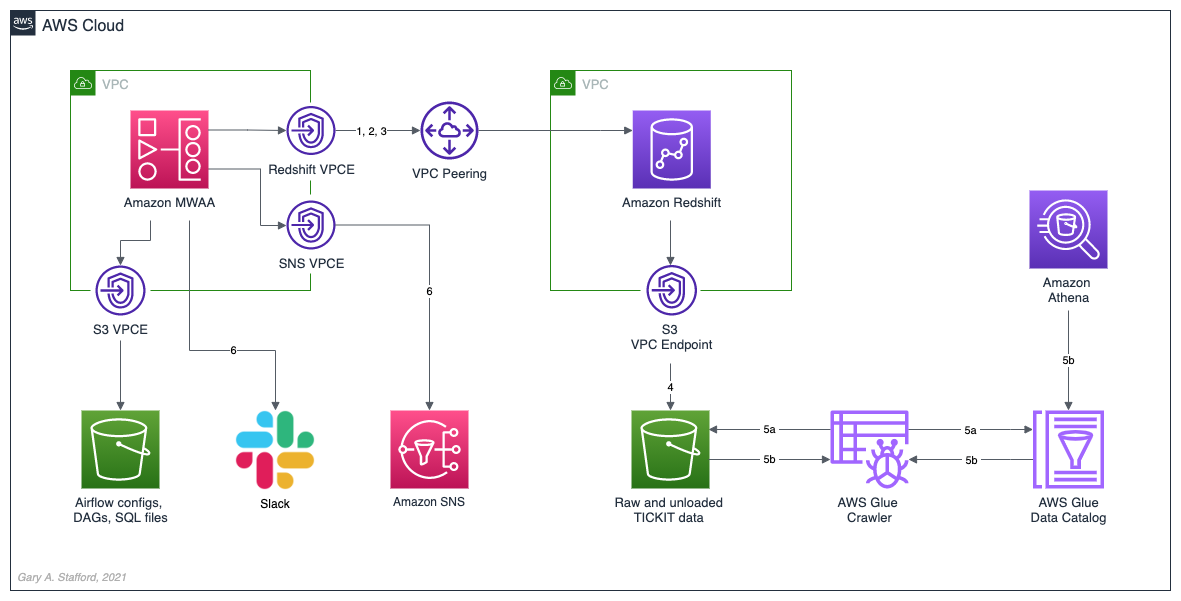 aws
AWS Cloud
VPC
VPC
1, 2, 3
Redshift VPCE
VPC Peering
Amazon MWAA
Amazon Redshift
SNS VPCE
Amazon
Athena
6
S3 VPCE
S3
VPC Endpoint
6
5b
4
5a
5a
5b
5b
Airflow configs,
DAGs, SQL files
Slack
Amazon SNS
Raw and unloaded
TICKIT data
AWS Glue
Crawler
AWS Glue
Data Catalog
Gary A. Stafford, 2021